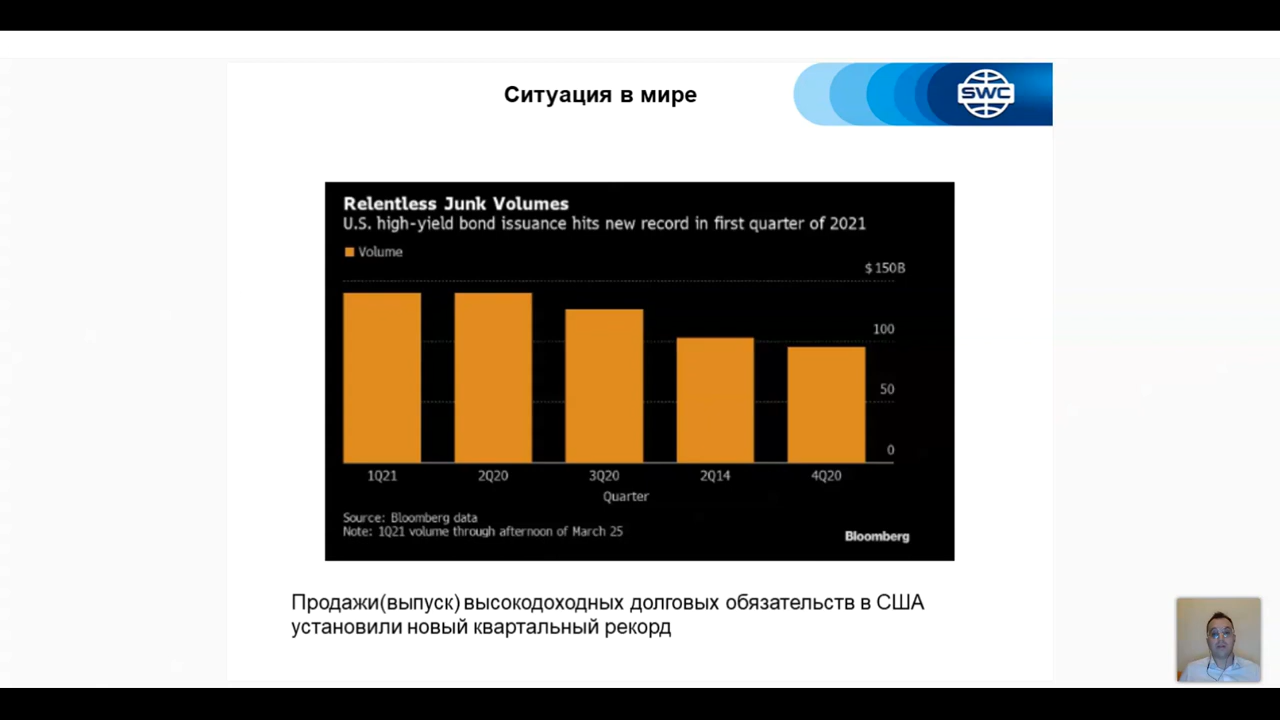 Ситуация в мире
SWC
Relentless Junk Volumes
U.S. high-yield bond issuance hits new record in first quarter of 2021
Volume
$ 150B
100
50
0
1Q21 2Q20 3Q20 2Q14 4Q20
Quarter
Source: Bloomberg data
Note: 1Q21 volume through afternoon of March 25
Bloomberg
Продажи(выпуск) высокодоходных долговых обязательств в США
установили новый квартальный рекорд